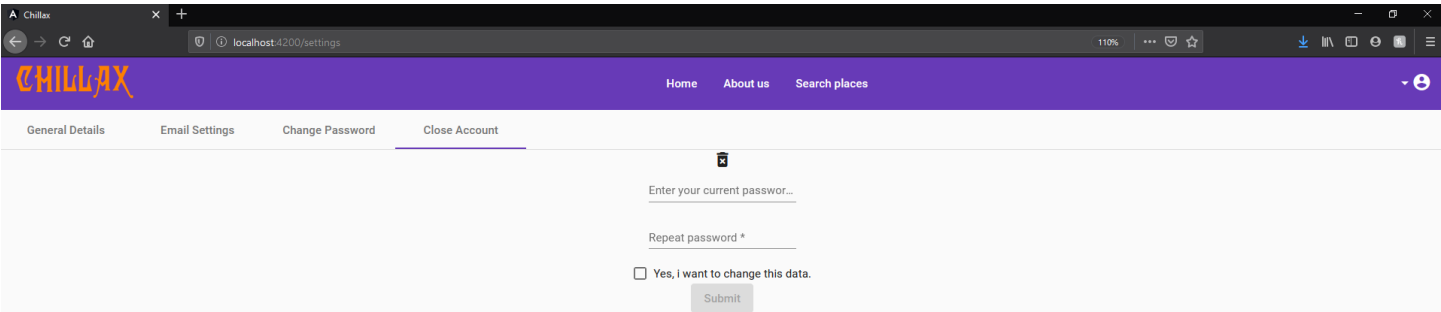 A Chillax
localhost:4200/settings
110%
CHILLAX
Home About us Search places
General Details Email Settings Change Password Close Account
Enter your current passwor...
Repeat password *
Yes, i want to change this data.
Submit